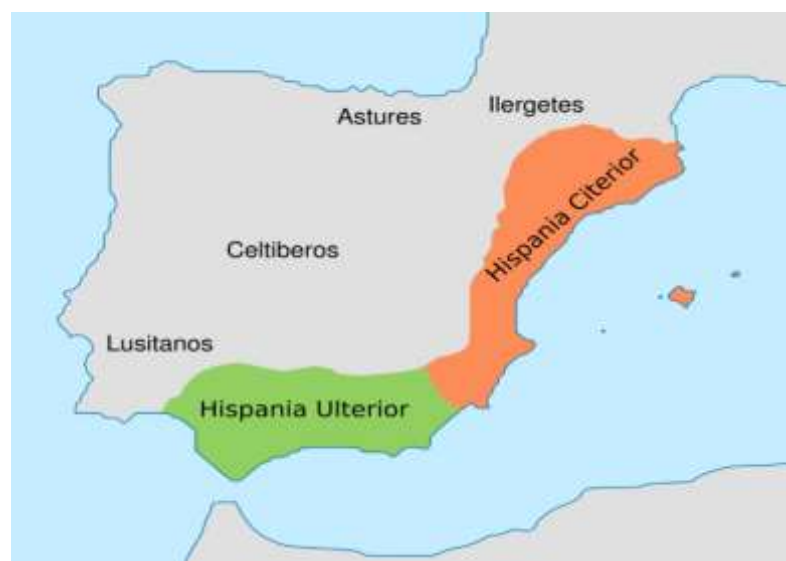 Astures
Ilergetes
Hispania Citerior
Celtiberos
Lusitanos
Hispania Ulterior